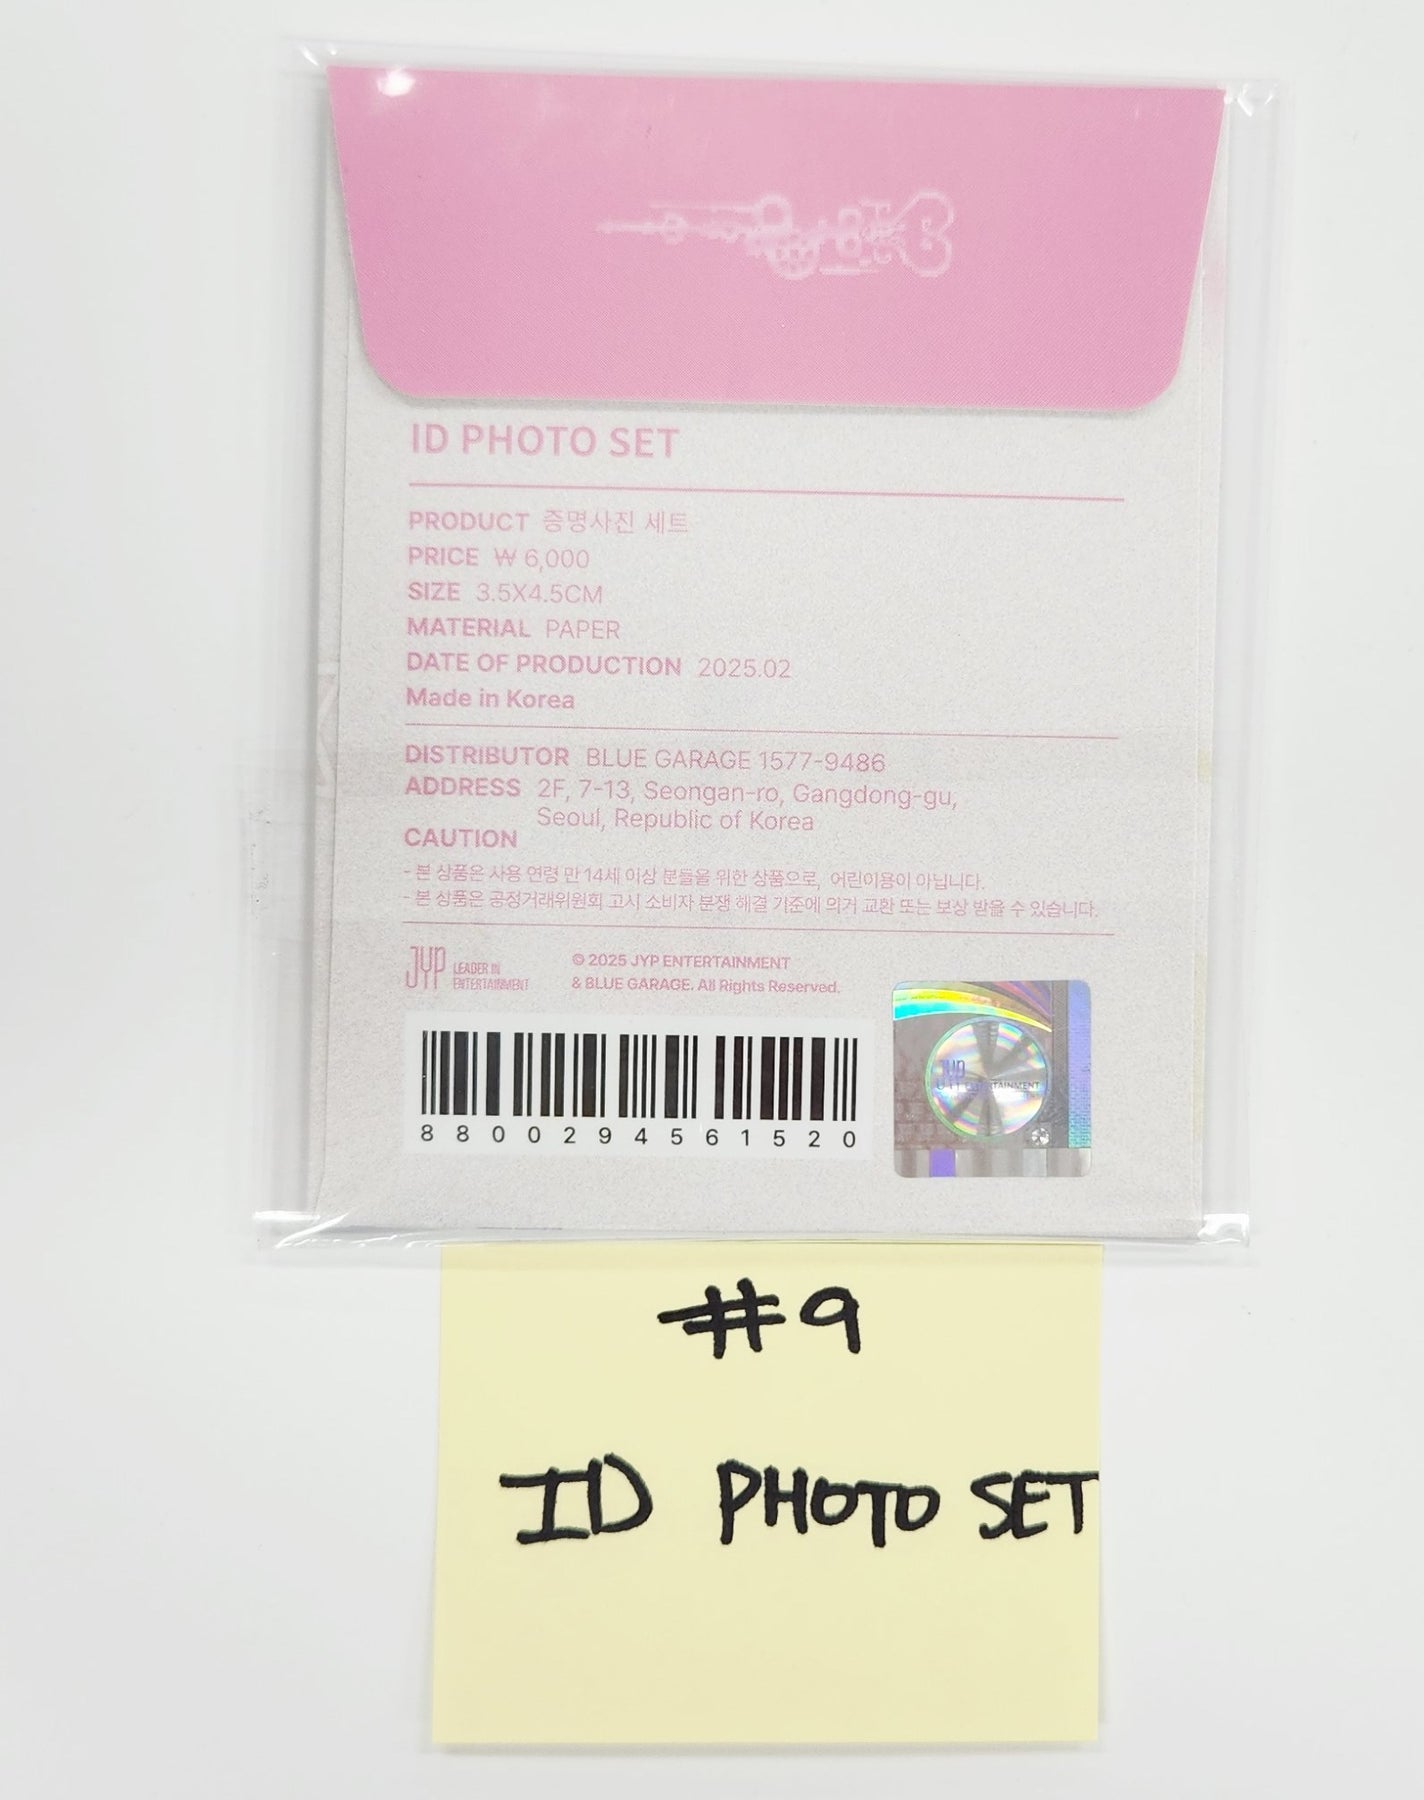 ID PHOTO SET
PRODUCT 증명사진 세트
PRICE ₩ 6,000
SIZE 3.5X4.5CM
MATERIAL PAPER
DATE OF PRODUCTION 2025.02
Made in Korea
DISTRIBUTOR BLUE GARAGE 1577-9486
ADDRESS 2F, 7-13, Seongan-ro, Gangdong-gu,
Seoul, Republic of Korea
CAUTION
- 본 상품은 사용 연령 만 14세 이상 분들을 위한 상품으로, 어린이용이 아닙니다.
- 본 상품은 공정거래위원회 고시 소비자 분쟁 해결 기준에 의거 교환 또는 보상 받을 수 있습니다.
JYP LEADER IN
ENTERTAINMENT
© 2025 JYP ENTERTAINMENT
& BLUE GARAGE. All Rights Reserved.
JYP
JYP ENTERTAINMENT
8800294561520
#9
ID PHOTO SET